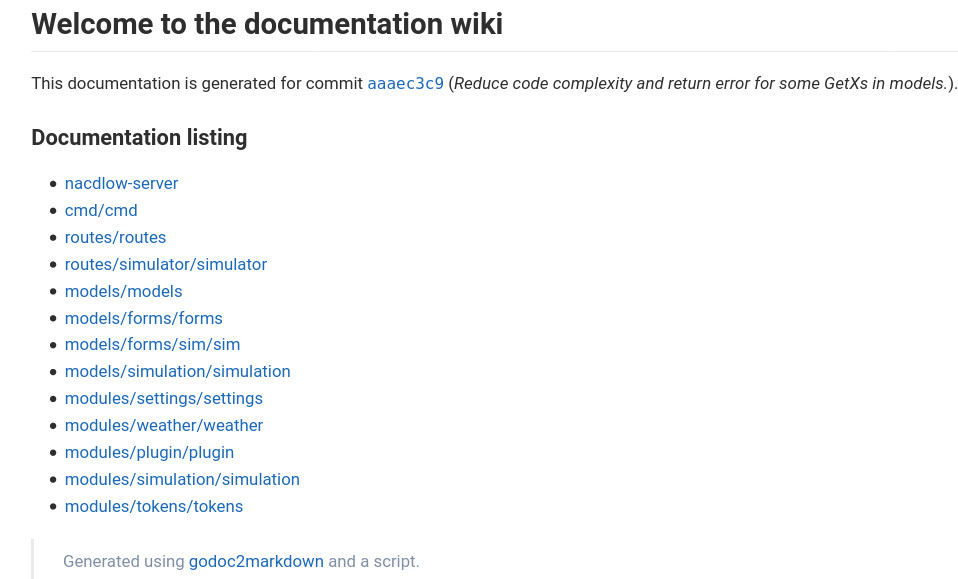 Welcome to the documentation wiki
This documentation is generated for commit aaaec3c9 (Reduce code complexity and return error for some GetXs in models.).
Documentation listing
nacdlow-server
cmd/cmd
routes/routes
routes/simulator/simulator
models/models
models/forms/forms
models/forms/sim/sim
models/simulation/simulation
modules/settings/settings
modules/weather/weather
modules/plugin/plugin
modules/simulation/simulation
modules/tokens/tokens
Generated using godoc2markdown and a script.